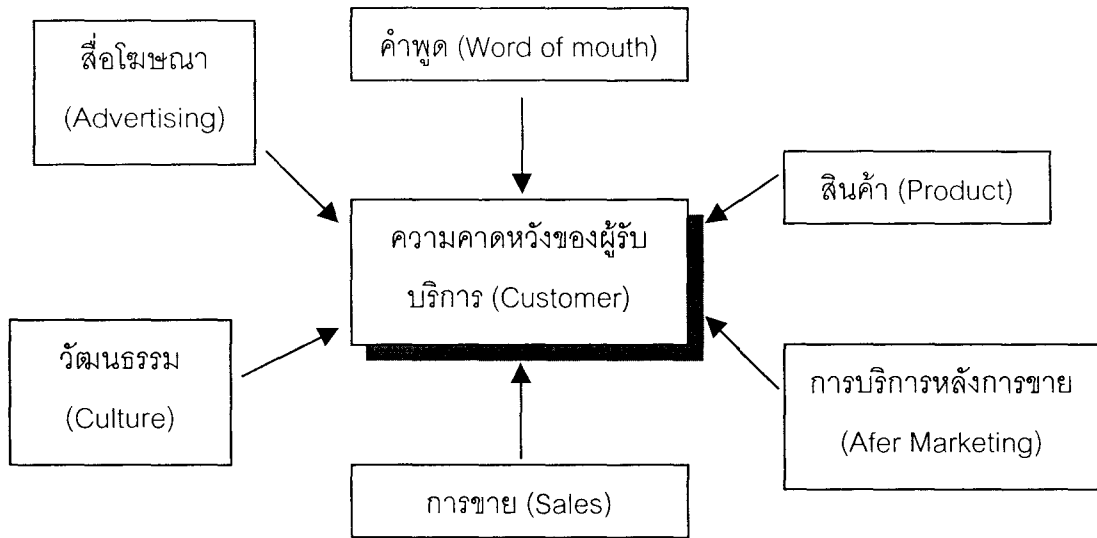 สื่อโฆษณา
(Advertising)
คำพูด (Word of mouth)
สินค้า (Product)
ความคาดหวังของผู้รับ
บริการ (Customer)
วัฒนธรรม
(Culture)
การบริการหลังการขาย
(Afer Marketing)
การขาย (Sales)